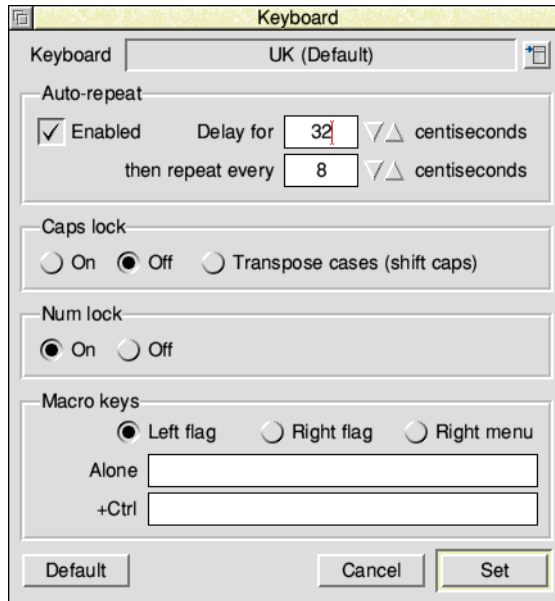 Keyboard
Keyboard UK (Default)
Auto-repeat
Enabled Delay for 32 centiseconds
then repeat every 8 centiseconds
Caps lock
On Off Transpose cases (shift caps)
Num lock
On Off
Macro keys
Left flag Right flag Right menu
Alone
+Ctrl
Default Cancel Set